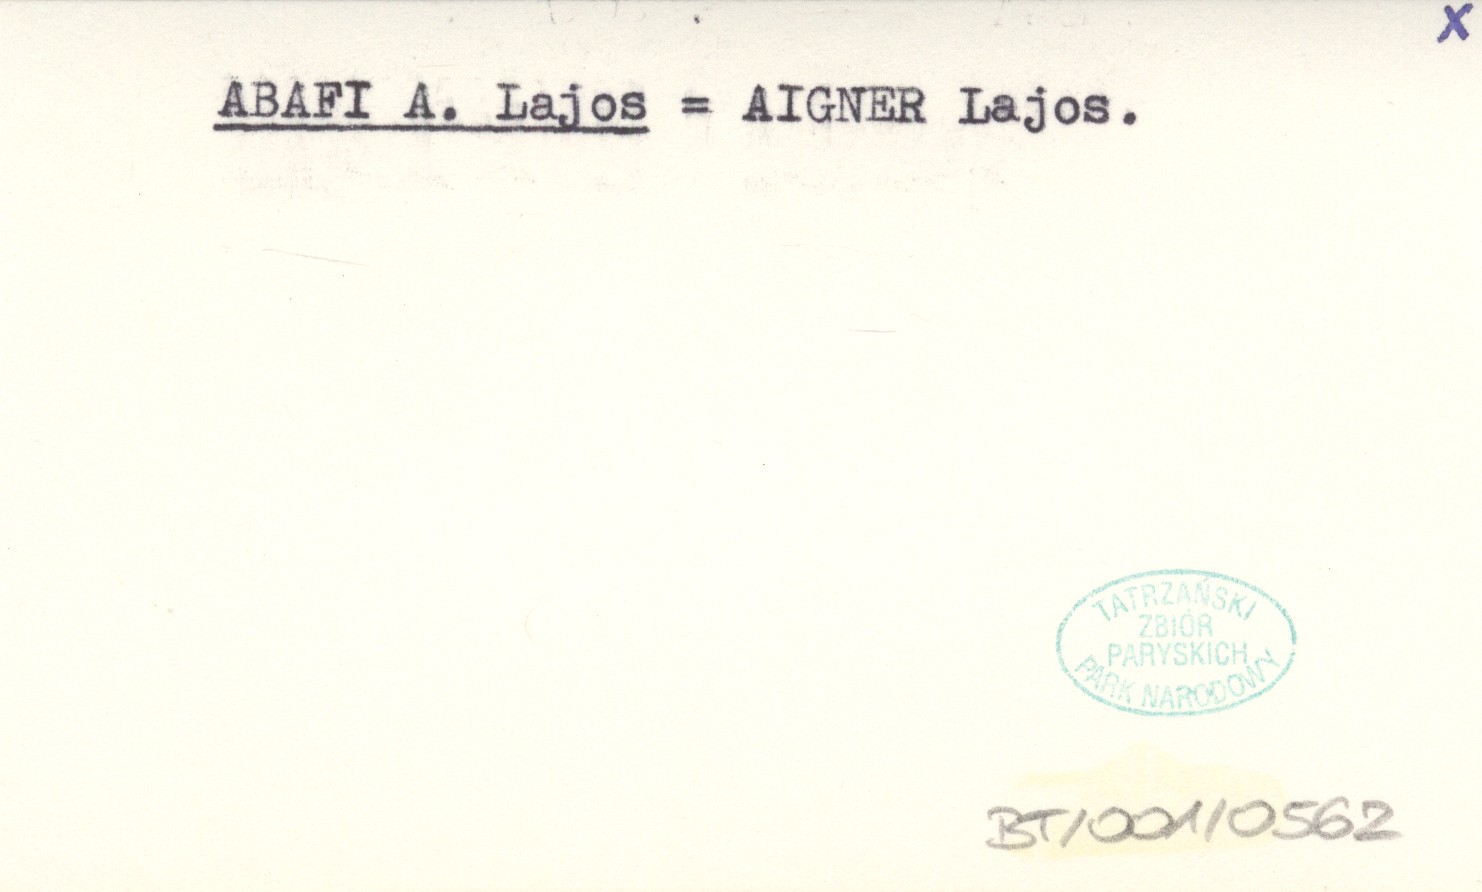 X
ABAFI A. Lajos = AIGNER Lajos.
TATRZAŃSKI
ZBIÓR
PARYSKICH
PARK NARODOWY
BT/001/0562